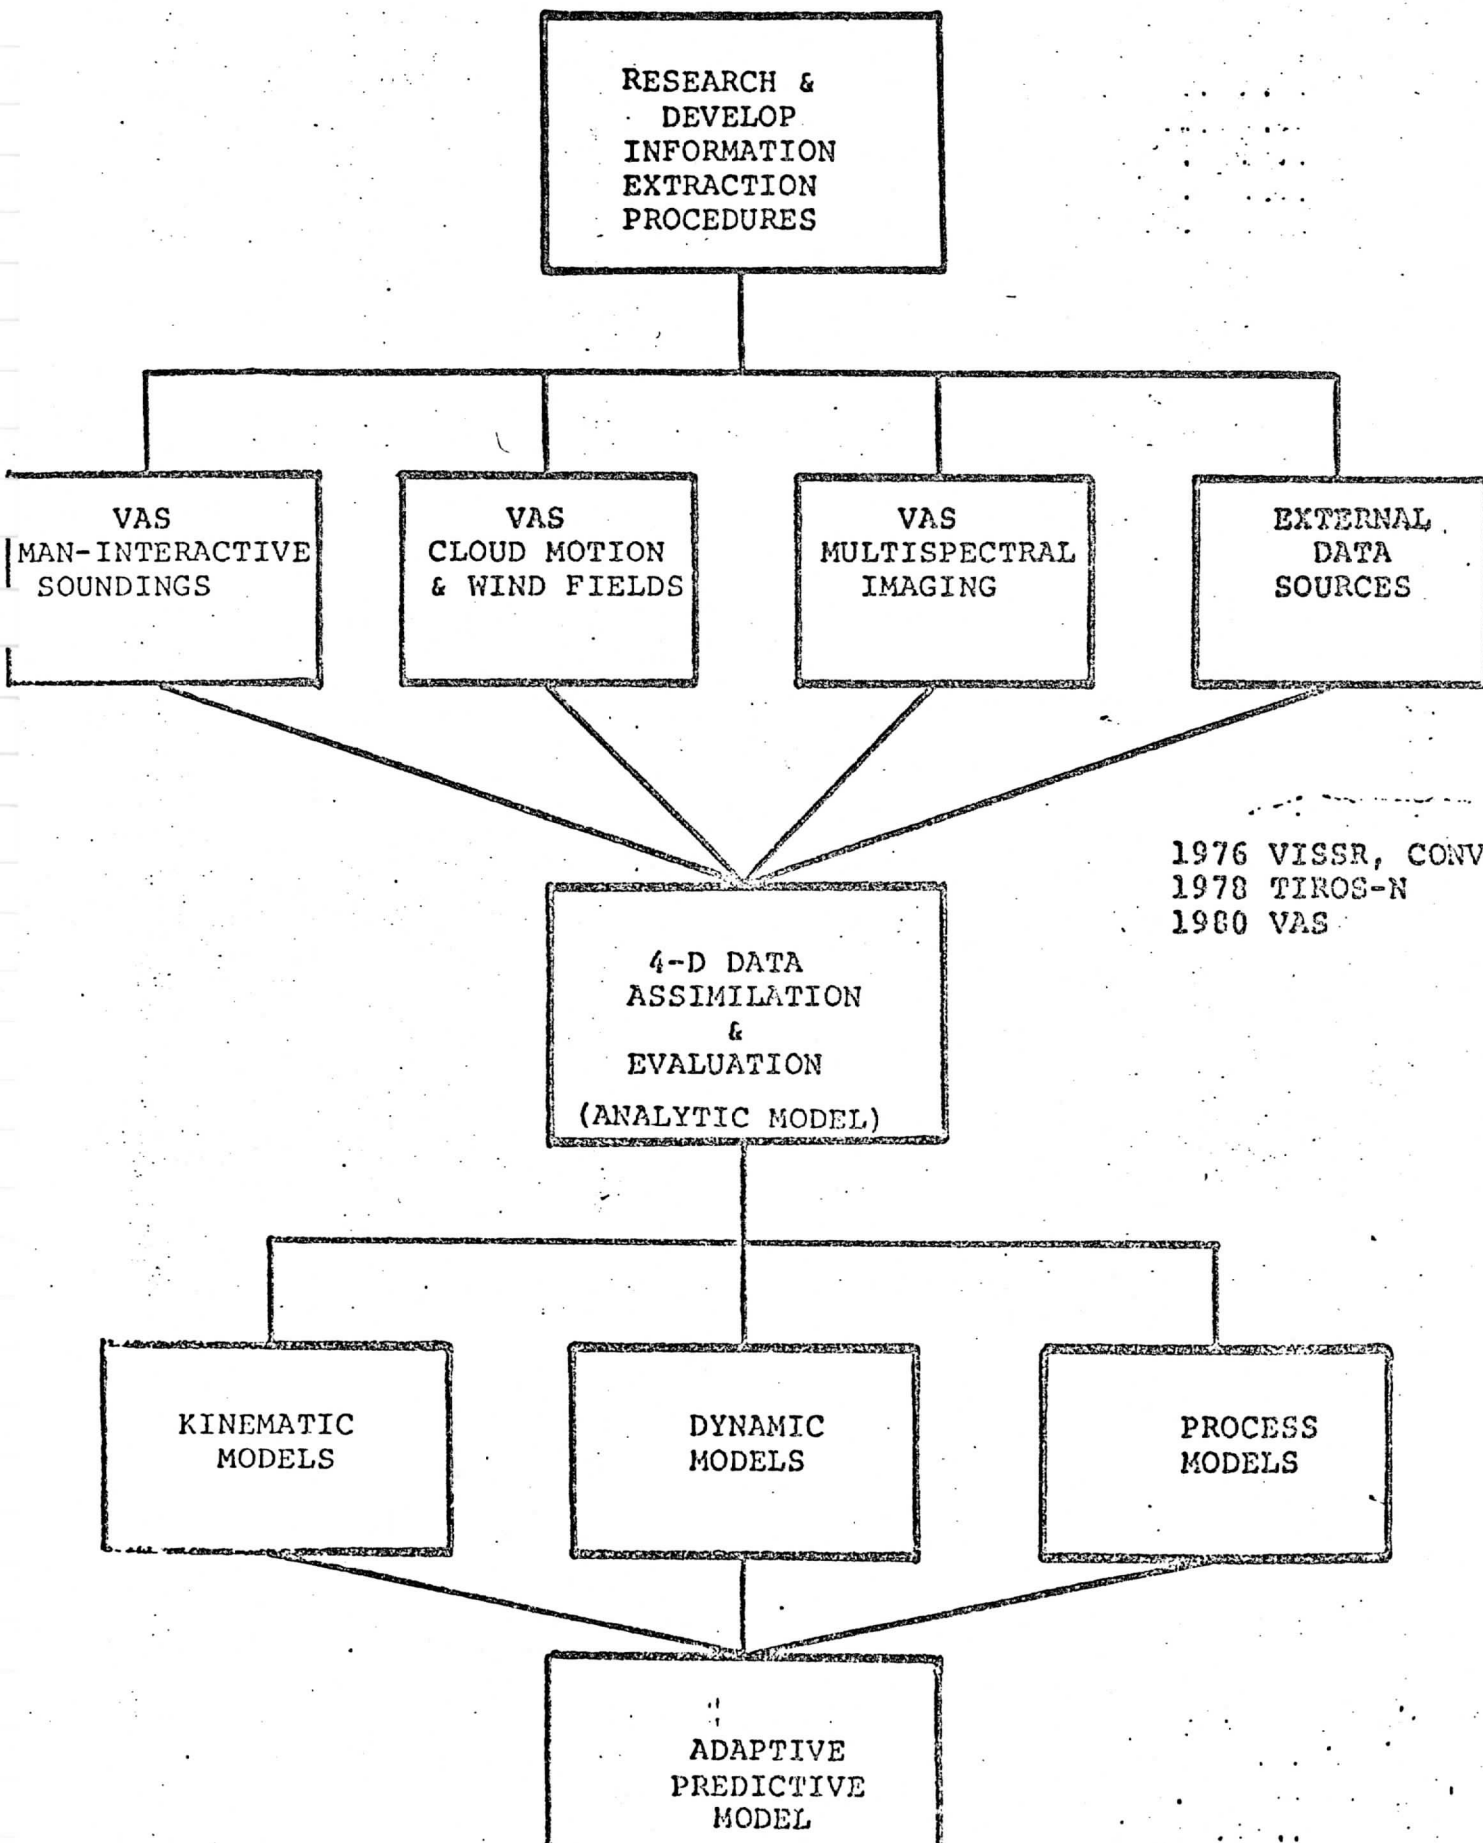 RESEARCH &
DEVELOP
INFORMATION
EXTRACTION
PROCEDURES
VAS
MAN-INTERACTIVE
SOUNDINGS
VAS
CLOUD MOTION
& WIND FIELDS
VAS
MULTISPECTRAL
IMAGING
EXTERNAL
DATA
SOURCES
1976 VISSR, CONV
1978 TIROS-N
1980 VAS
4-D DATA
ASSIMILATION
&
EVALUATION
(ANALYTIC MODEL)
KINEMATIC
MODELS
DYNAMIC
MODELS
PROCESS
MODELS
ADAPTIVE
PREDICTIVE
MODEL